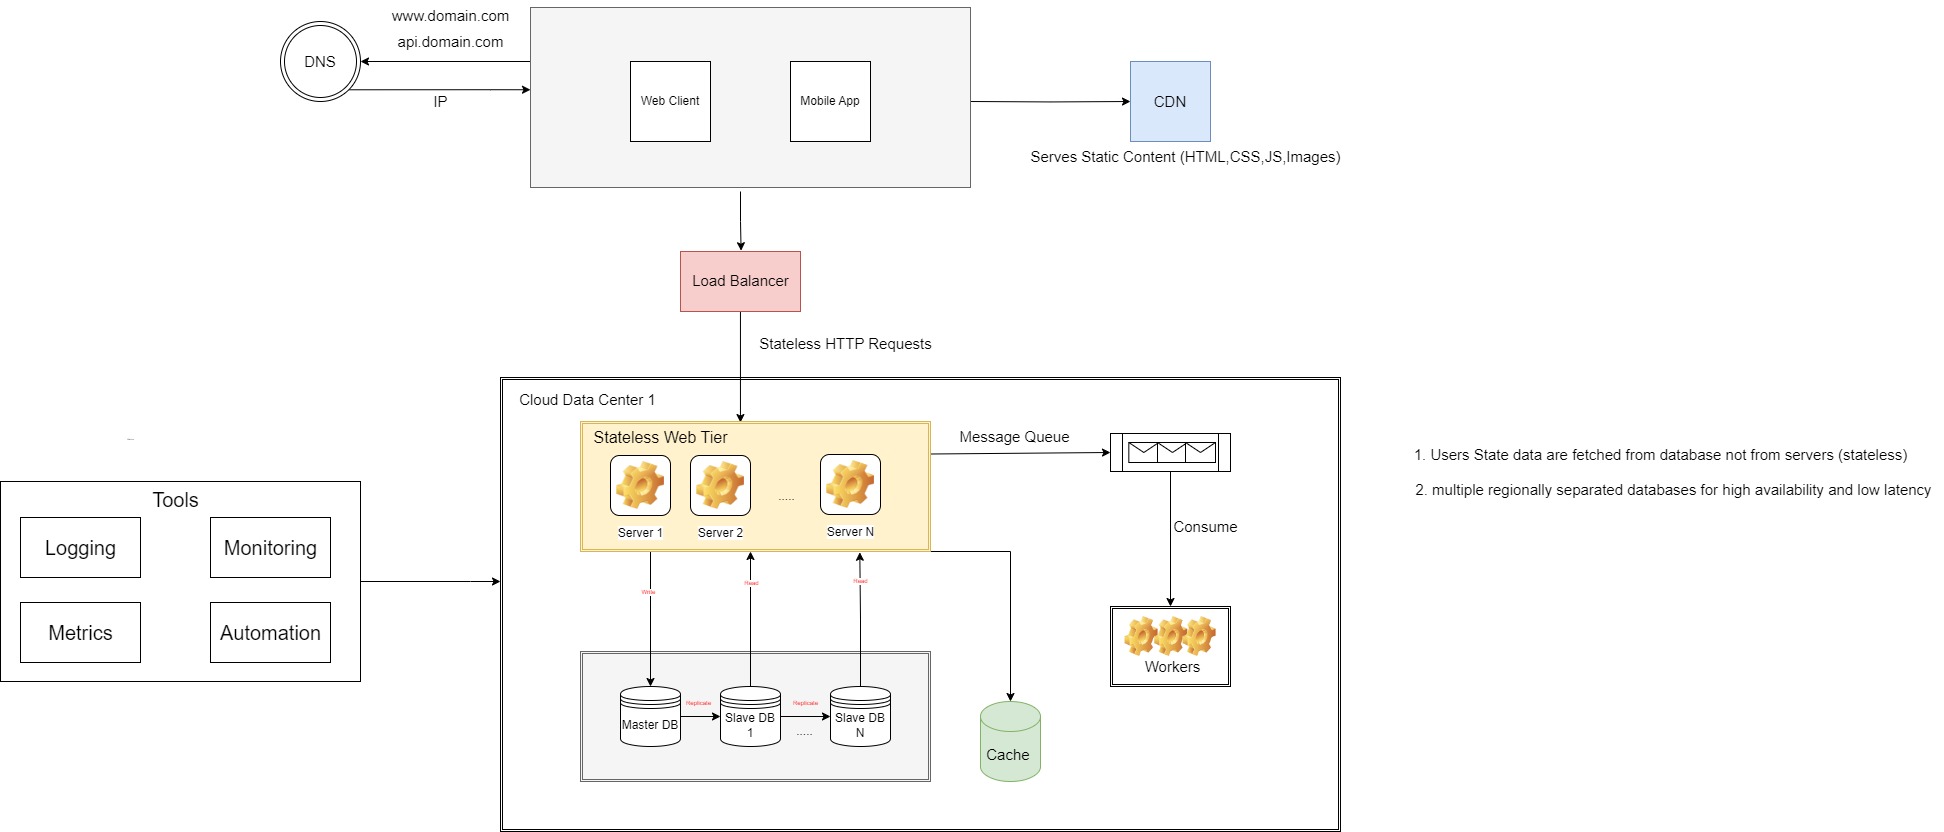 www.domain.com
api.domain.com
DNS
IP
Web Client
Mobile App
CDN
Serves Static Content (HTML,CSS,JS,Images)
Load Balancer
Stateless HTTP Requests
Cloud Data Center 1
Stateless Web Tier
Server 1
Server 2
.....
Server N
Message Queue
Consume
Workers
1. Users State data are fetched from database not from servers (stateless)
2. multiple regionally separated databases for high availability and low latency
Tools
Logging
Monitoring
Metrics
Automation
Write
Read
Read
Master DB
Replicate
Slave DB
1
Replicate
.....
Slave DB
N
Cache